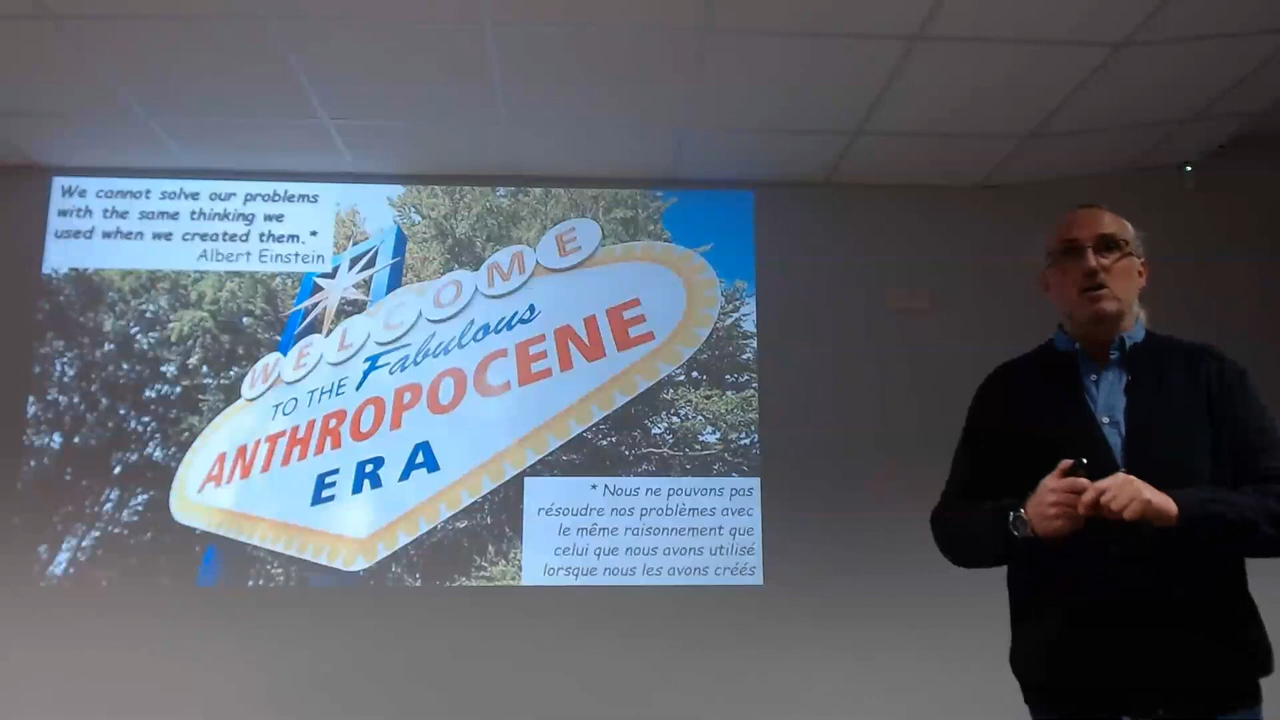 We cannot solve our problems
with the same thinking we
used when we created them.*
Albert Einstein
WELCOME
TO THE Fabulous
ANTHROPOCENE
ERA
* Nous ne pouvons pas
résoudre nos problèmes avec
le même raisonnement que
celui que nous avons utilisé
lorsque nous les avons créés